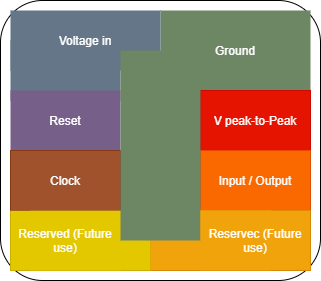 Voltage in
Ground
Reset
V peak-to-Peak
Clock
Input / Output
Reserved (Future
use)
Reservec (Future
use)